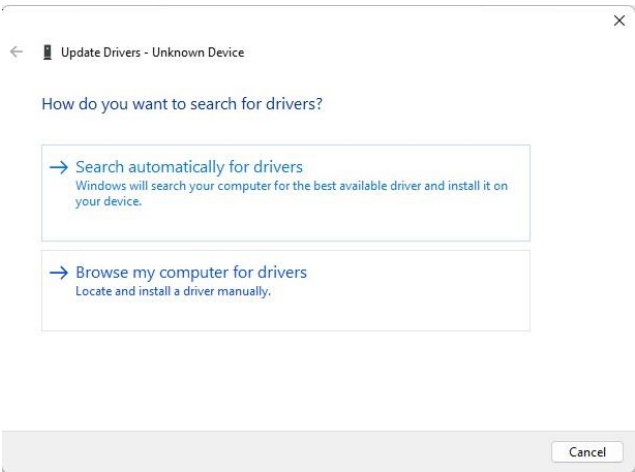 Update Drivers - Unknown Device
How do you want to search for drivers?
Search automatically for drivers
Windows will search your computer for the best available driver and install it on
your device.
Browse my computer for drivers
Locate and install a driver manually.
Cancel